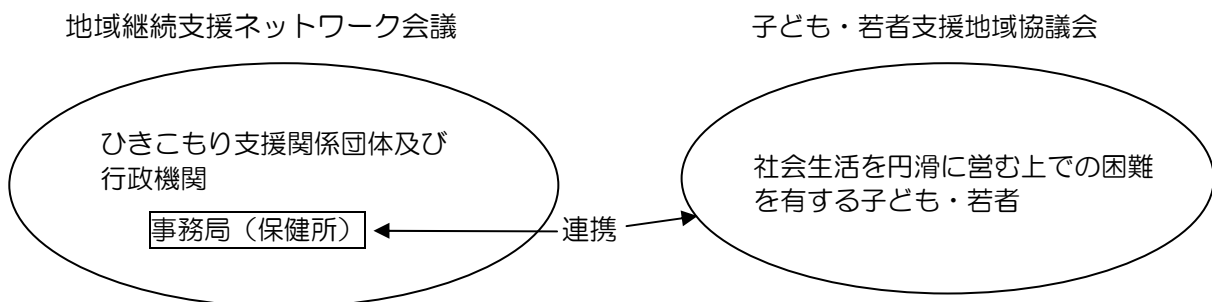 地域継続支援ネットワーク会議
子ども・若者支援地域協議会
ひきこもり支援関係団体及び
行政機関
事務局（保健所）
連携
社会生活を円滑に営む上での困難
を有する子ども・若者